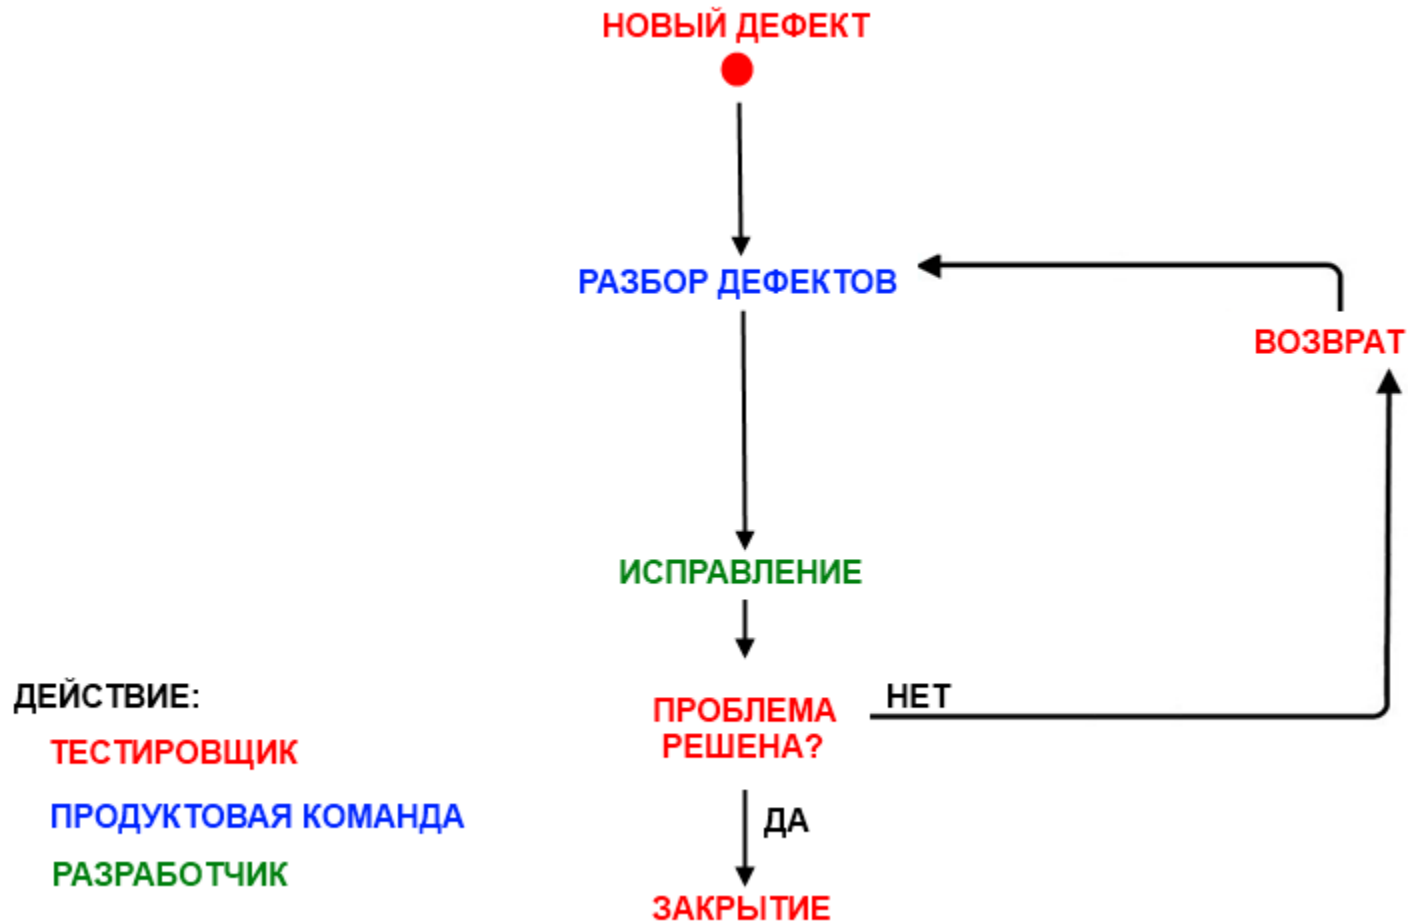 НОВЫЙ ДЕФЕКТ
РАЗБОР ДЕФЕКТОВ
ВОЗВРАТ
ИСПРАВЛЕНИЕ
ПРОБЛЕМА
РЕШЕНА?
НЕТ
ДА
ЗАКРЫТИЕ
ДЕЙСТВИЕ:
ТЕСТИРОВЩИК
ПРОДУКТОВАЯ КОМАНДА
РАЗРАБОТЧИК